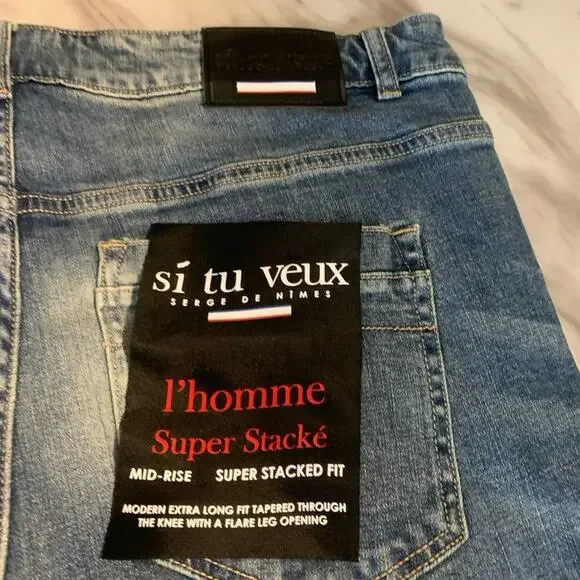 sí tu veux
SERGE DE NÎMES
l'homme
Super Stacké
MID-RISE SUPER STACKED FIT
MODERN EXTRA LONG FIT TAPERED THROUGH
THE KNEE WITH A FLARE LEG OPENING